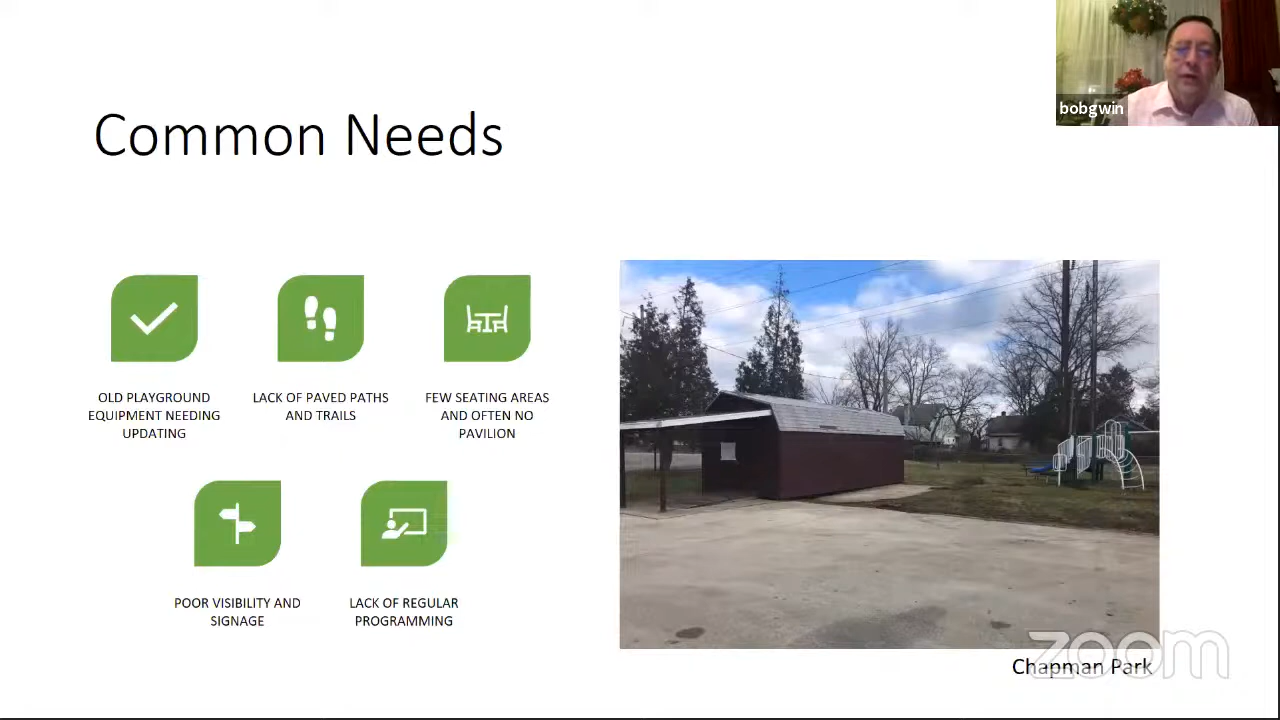 bobgwin
Common Needs
OLD PLAYGROUND
EQUIPMENT NEEDING
UPDATING
LACK OF PAVED PATHS
AND TRAILS
FEW SEATING AREAS
AND OFTEN NO
PAVILION
POOR VISIBILITY AND
SIGNAGE
LACK OF REGULAR
PROGRAMMING
Chapman Park
zoom